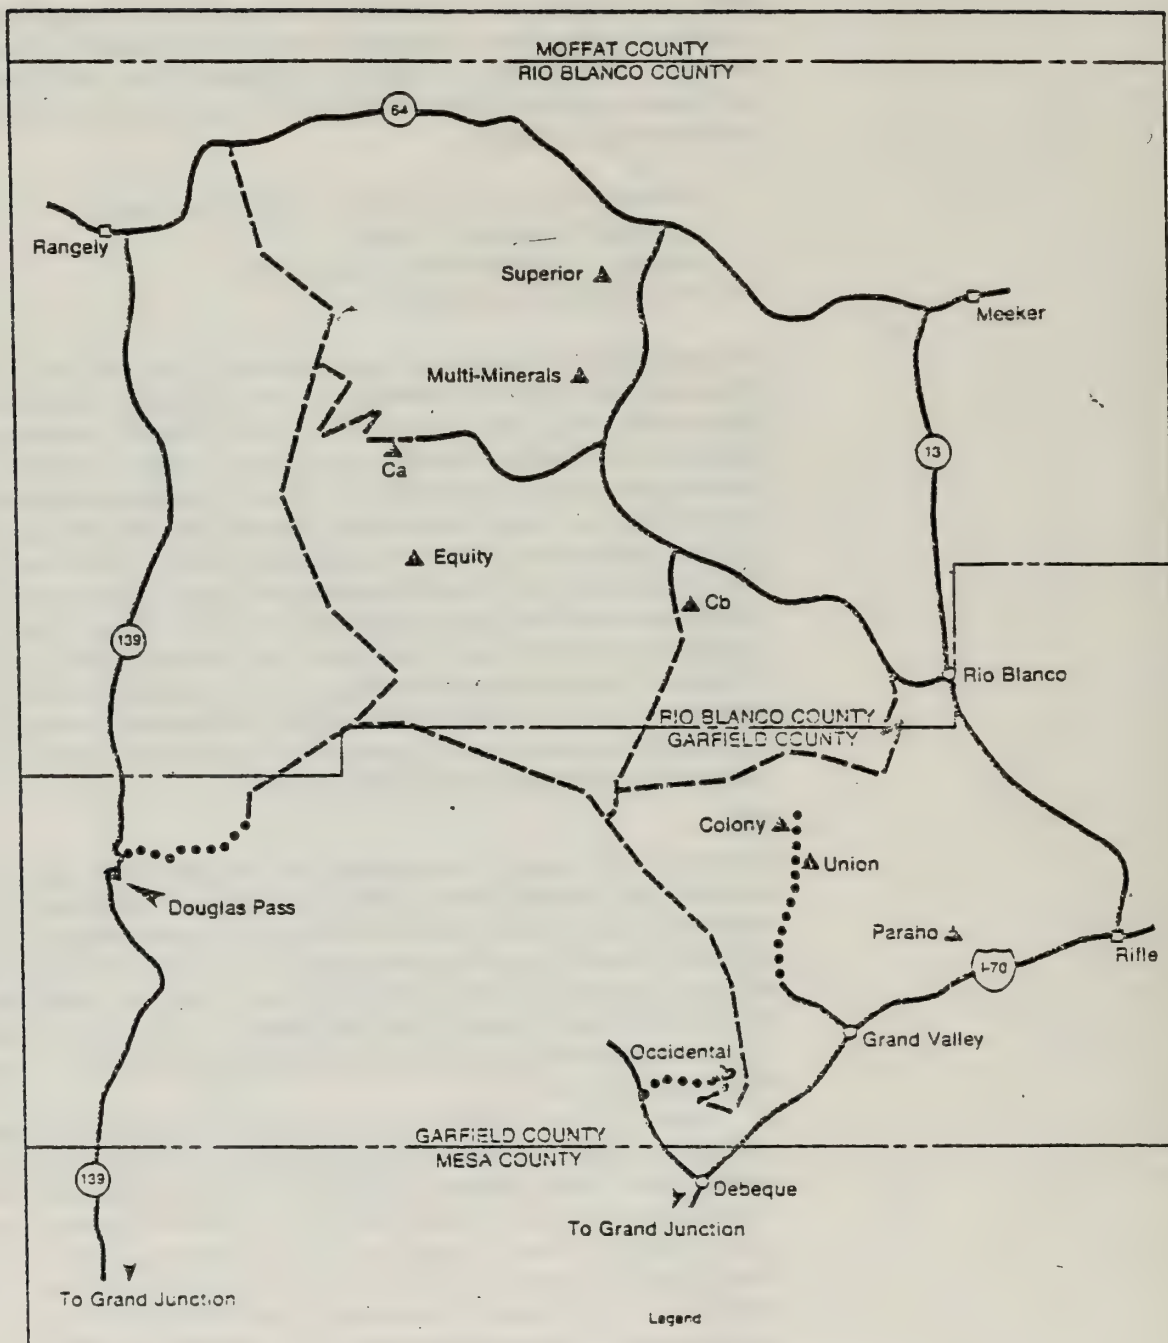 MOFFAT COUNTY
RIO BLANCO COUNTY
64
Rangely
Superior
Meeker
Multi-Minerals
13
Ca
Equity
Cb
139
Rio Blanco
RIO BLANCO COUNTY
GARFIELD COUNTY
Colony
Union
Douglas Pass
Paraho
Rifle
I-70
Grand Valley
Occidental
GARFIELD COUNTY
MESA COUNTY
139
Debeque
To Grand Junction
To Grand Junction
Legend